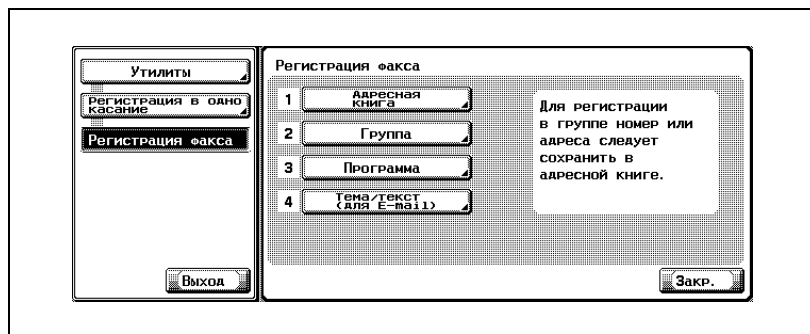 Утилиты
Регистрация в одно
касание
Регистрация факса
Выход
Регистрация факса
1 Адресная
книга
2 Группа
3 Программа
4 Тема/текст
(для E-mail)
Для регистрации
в группе номер или
адреса следует
сохранить в
адресной книге.
Закр.